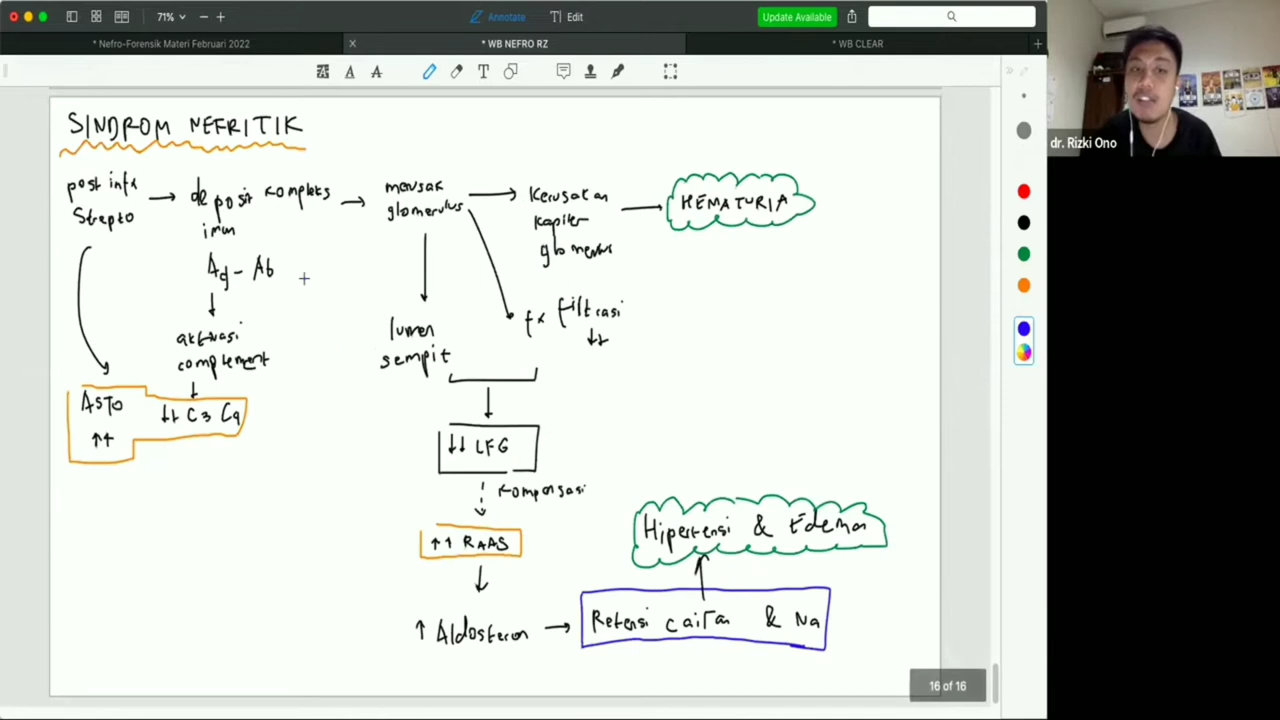 71%
Annotate
Edit
Update Available
* Nefro-Forensik Materi Februari 2022
* WB NEFRO RZ
* WB CLEAR
SINDROM NEFRITIK
post infx
Strepto
deposit kompleks
imun
Ag - Ab
aktivasi
complement
ASTO
↑↑
↓↓ C3 C4
merusak
glomerulus
lumen
sempit
Kerusakan
kapiler
glomerulus
HEMATURIA
fx filtrasi
↓↓
↓↓ LFG
kompensasi
↑↑ RAAS
↑ Aldosteron
Retensi cairan & Na
Hipertensi & Edema
16 of 16
dr. Rizki Ono